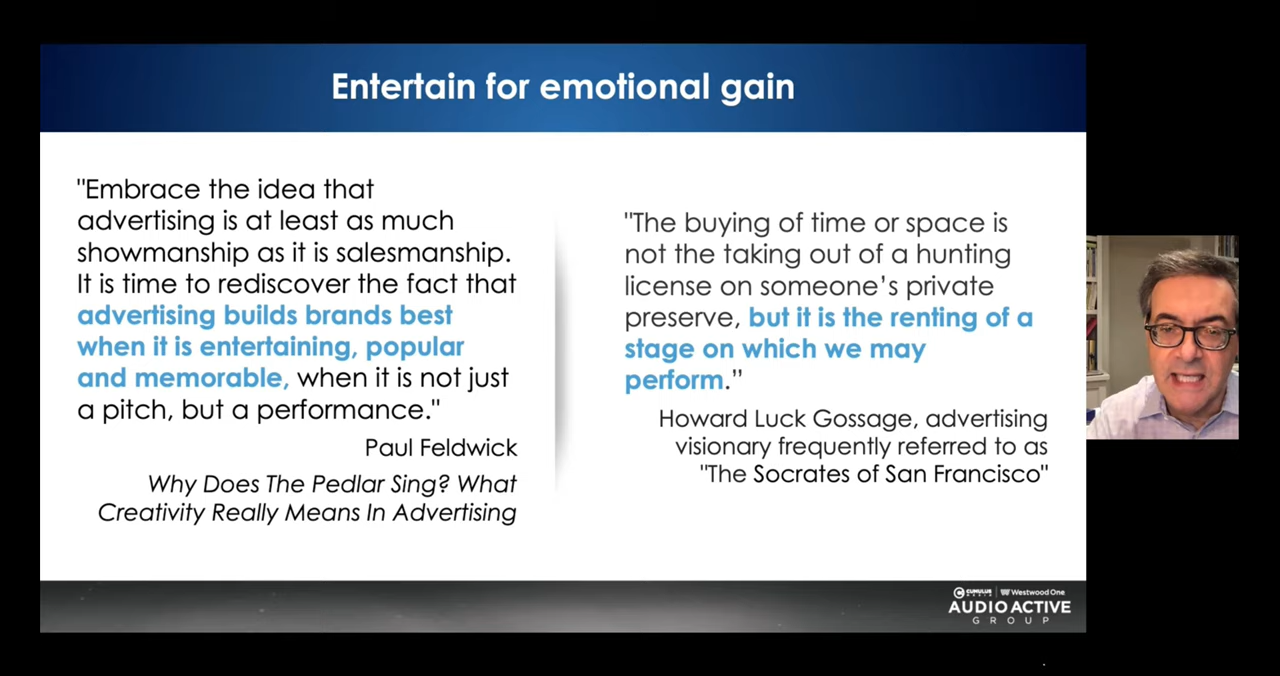 Entertain for emotional gain
"Embrace the idea that
advertising is at least as much
showmanship as it is salesmanship.
It is time to rediscover the fact that
advertising builds brands best
when it is entertaining, popular
and memorable, when it is not just
a pitch, but a performance."
Paul Feldwick
Why Does The Pedlar Sing? What
Creativity Really Means In Advertising
"The buying of time or space is
not the taking out of a hunting
license on someone’s private
preserve, but it is the renting of a
stage on which we may
perform.”
Howard Luck Gossage, advertising
visionary frequently referred to as
"The Socrates of San Francisco"
CUMULUS MEDIA | Westwood One
AUDIO ACTIVE
GROUP